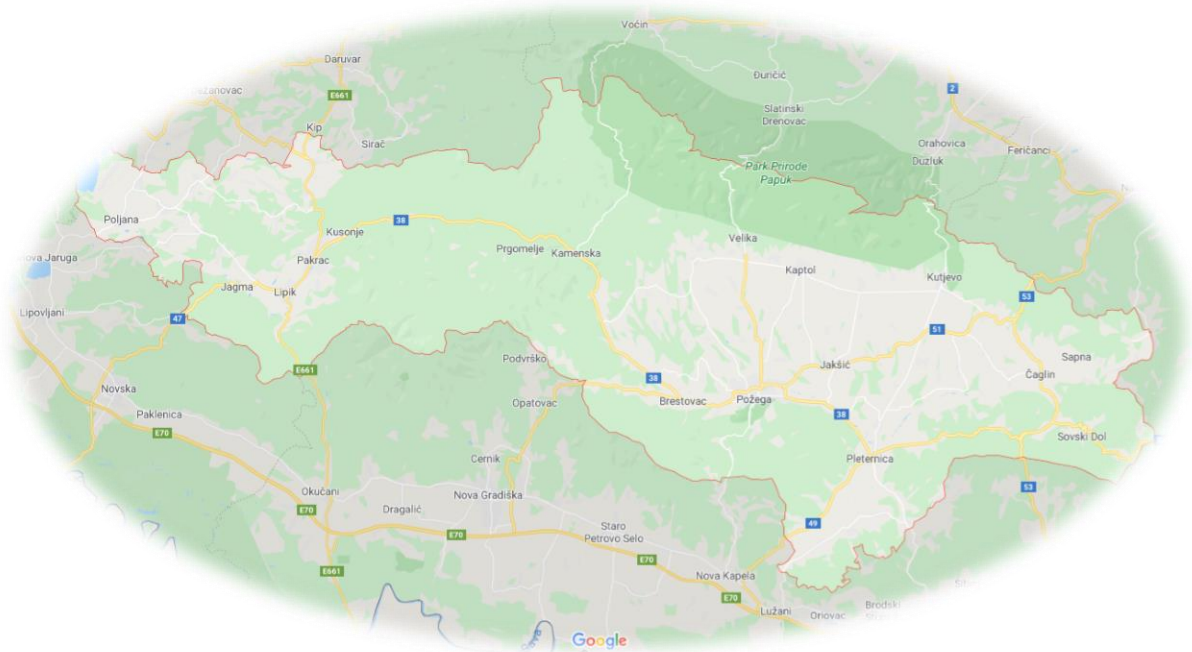 Voćin
Daruvar
Đuričić
E661
2
Slatinski
Drenovac
Kip
Sirač
Orahovica
Feričanci
Duzluk
Park Prirode
Papuk
Poljana
38
Kusonje
Velika
Prgomelje
Kamenska
Pakrac
Kaptol
Kutjevo
Jagma
Lipik
53
Lipovljani
47
51
Podvrško
Sapna
E661
Jakšić
Čaglin
38
Novska
Opatovac
Brestovac
Požega
Paklenica
38
E70
Sovski Dol
Cernik
Pleternica
Okučani
Nova Gradiška
53
E70
Dragalić
49
Staro
Petrovo Selo
E70
E70
E661
Nova Kapela
E70
Lužani
Oriovac
Google